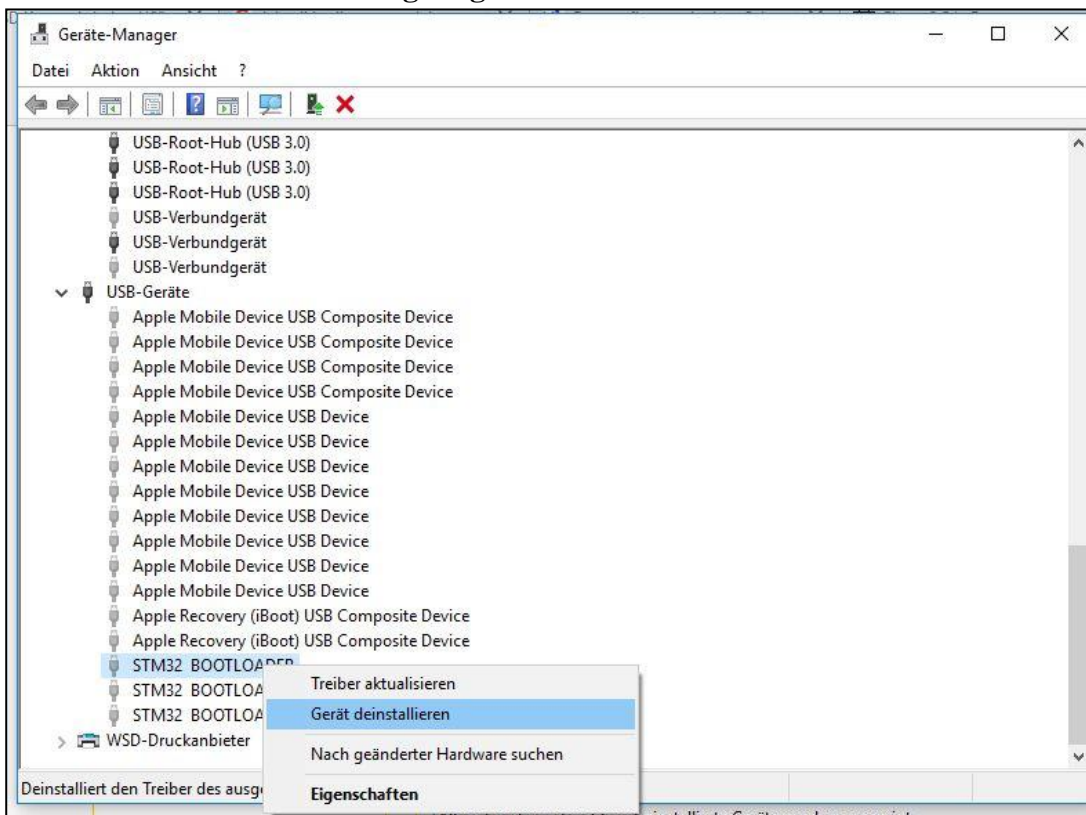 Geräte-Manager
Datei Aktion Ansicht ?
USB-Root-Hub (USB 3.0)
USB-Root-Hub (USB 3.0)
USB-Root-Hub (USB 3.0)
USB-Verbundgerät
USB-Verbundgerät
USB-Verbundgerät
USB-Geräte
Apple Mobile Device USB Composite Device
Apple Mobile Device USB Composite Device
Apple Mobile Device USB Composite Device
Apple Mobile Device USB Composite Device
Apple Mobile Device USB Device
Apple Mobile Device USB Device
Apple Mobile Device USB Device
Apple Mobile Device USB Device
Apple Mobile Device USB Device
Apple Mobile Device USB Device
Apple Mobile Device USB Device
Apple Mobile Device USB Device
Apple Recovery (iBoot) USB Composite Device
Apple Recovery (iBoot) USB Composite Device
STM32 BOOTLOADER
STM32 BOOTLOA
STM32 BOOTLOA
WSD-Druckanbieter
Treiber aktualisieren
Gerät deinstallieren
Nach geänderter Hardware suchen
Eigenschaften
Deinstalliert den Treiber des ausg